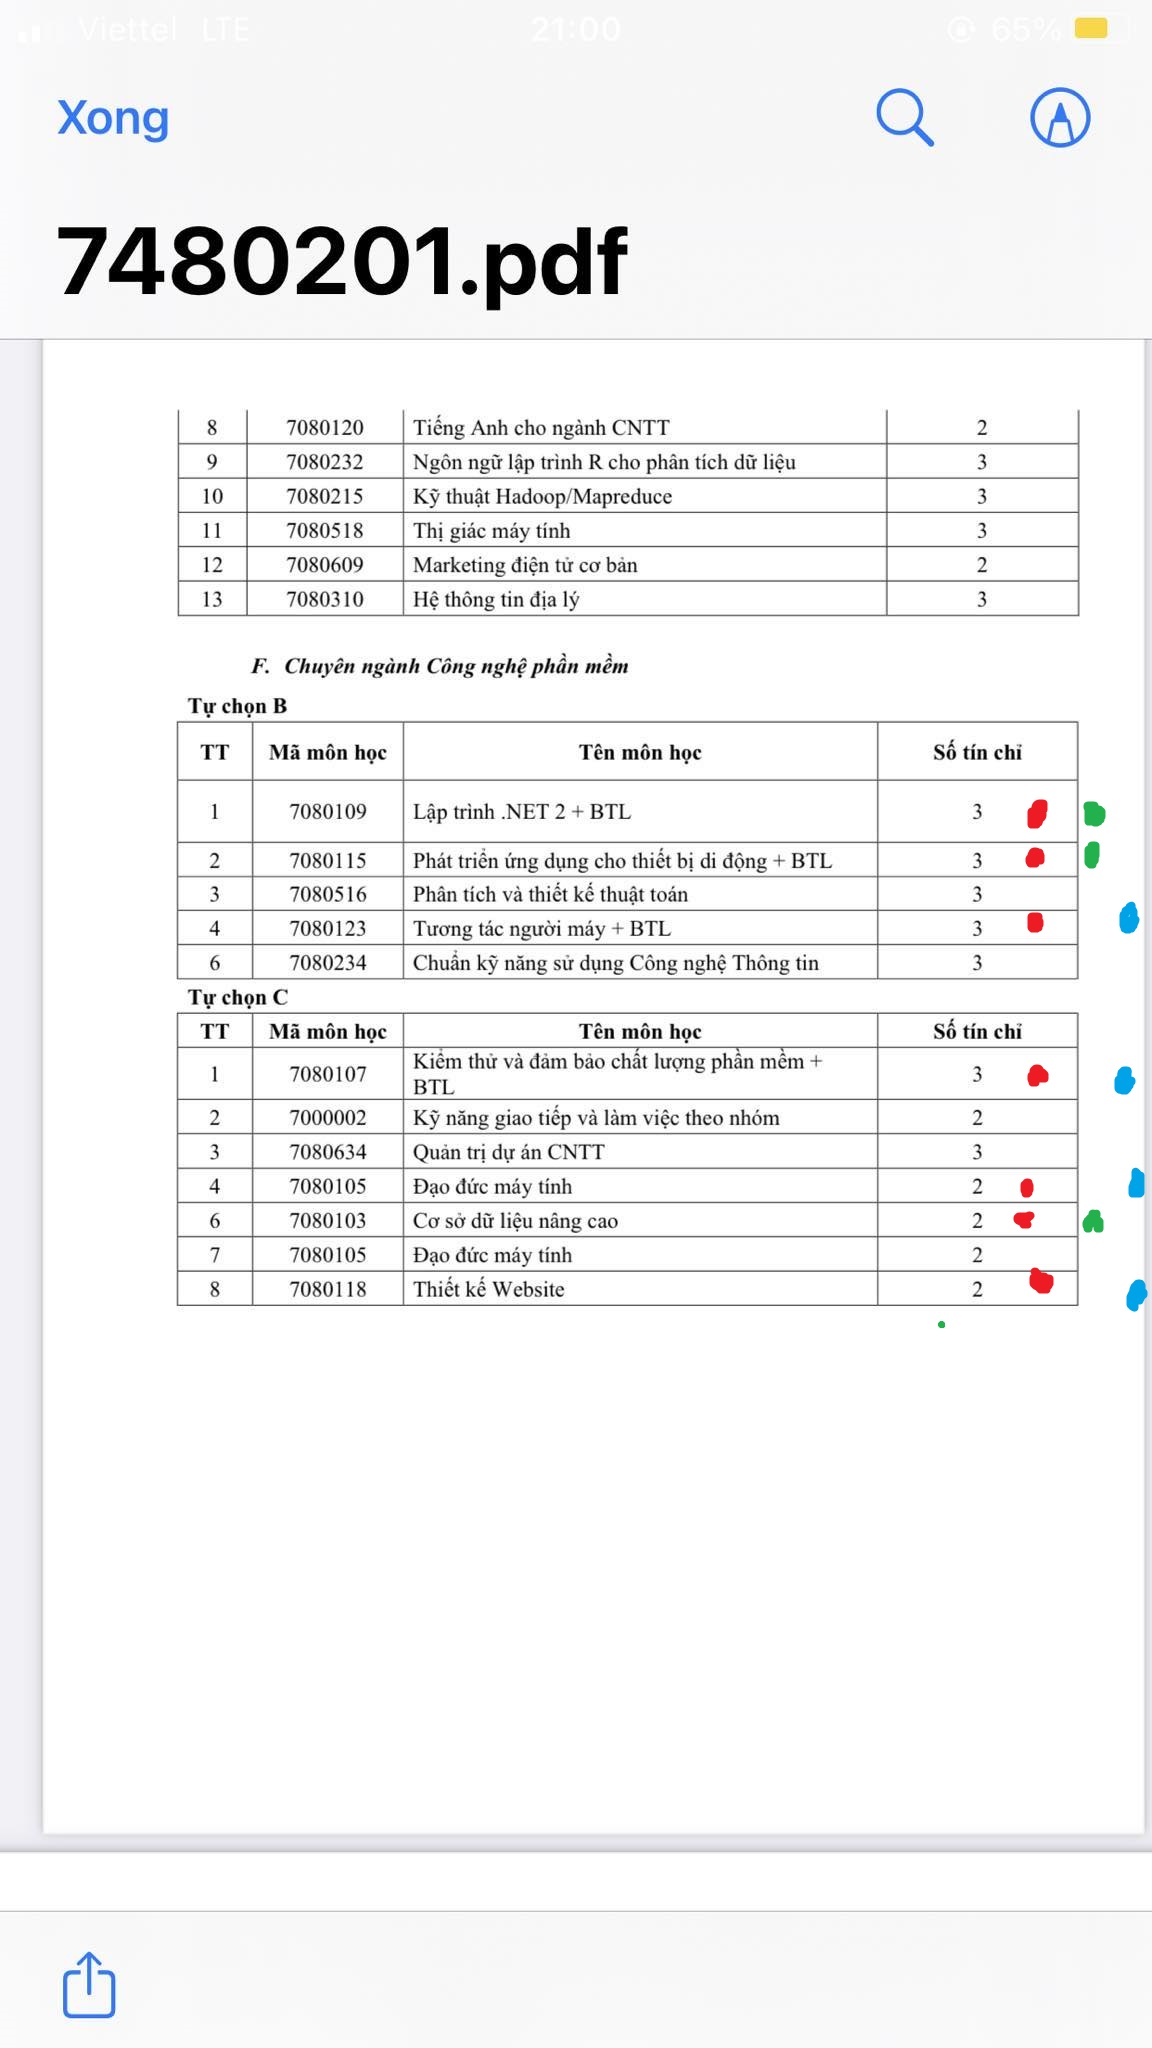 Viettel LTE 21:00 65%
Xong
7480201.pdf
8 7080120 Tiếng Anh cho ngành CNTT 2
9 7080232 Ngôn ngữ lập trình R cho phân tích dữ liệu 3
10 7080215 Kỹ thuật Hadoop/Mapreduce 3
11 7080518 Thị giác máy tính 3
12 7080609 Marketing điện tử cơ bản 2
13 7080310 Hệ thông tin địa lý 3
F. Chuyên ngành Công nghệ phần mềm
Tự chọn B
TT Mã môn học Tên môn học Số tín chỉ
1 7080109 Lập trình .NET 2 + BTL 3
2 7080115 Phát triển ứng dụng cho thiết bị di động + BTL 3
3 7080516 Phân tích và thiết kế thuật toán 3
4 7080123 Tương tác người máy + BTL 3
6 7080234 Chuẩn kỹ năng sử dụng Công nghệ Thông tin 3
Tự chọn C
TT Mã môn học Tên môn học Số tín chỉ
1 7080107 Kiểm thử và đảm bảo chất lượng phần mềm + 3
BTL
2 7000002 Kỹ năng giao tiếp và làm việc theo nhóm 2
3 7080634 Quản trị dự án CNTT 3
4 7080105 Đạo đức máy tính 2
6 7080103 Cơ sở dữ liệu nâng cao 2
7 7080105 Đạo đức máy tính 2
8 7080118 Thiết kế Website 2